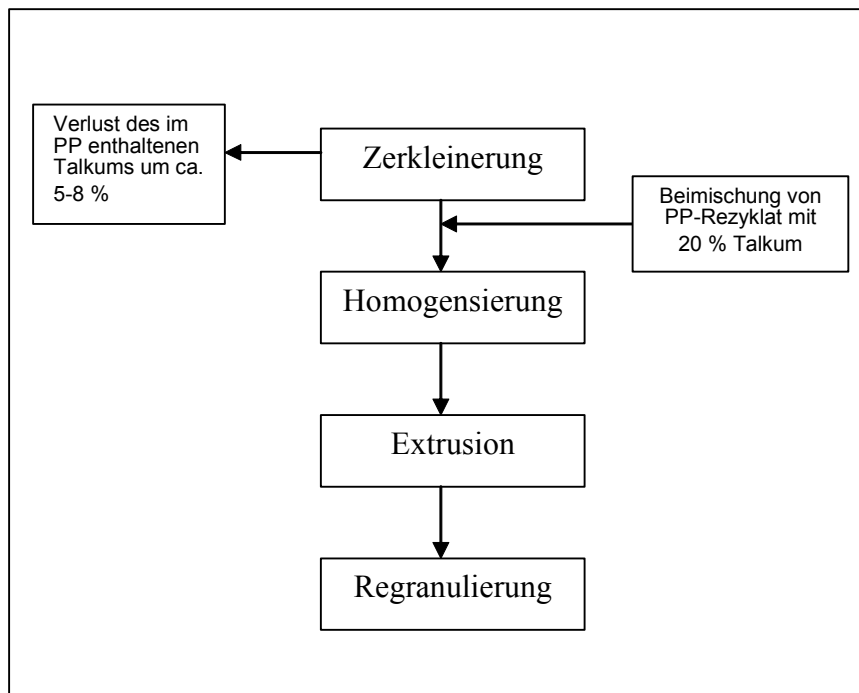 Verlust des im
PP enthaltenen
Talkums um ca.
5-8 %
Zerkleinerung
Beimischung von
PP-Rezyklat mit
20 % Talkum
Homogensierung
Extrusion
Regranulierung